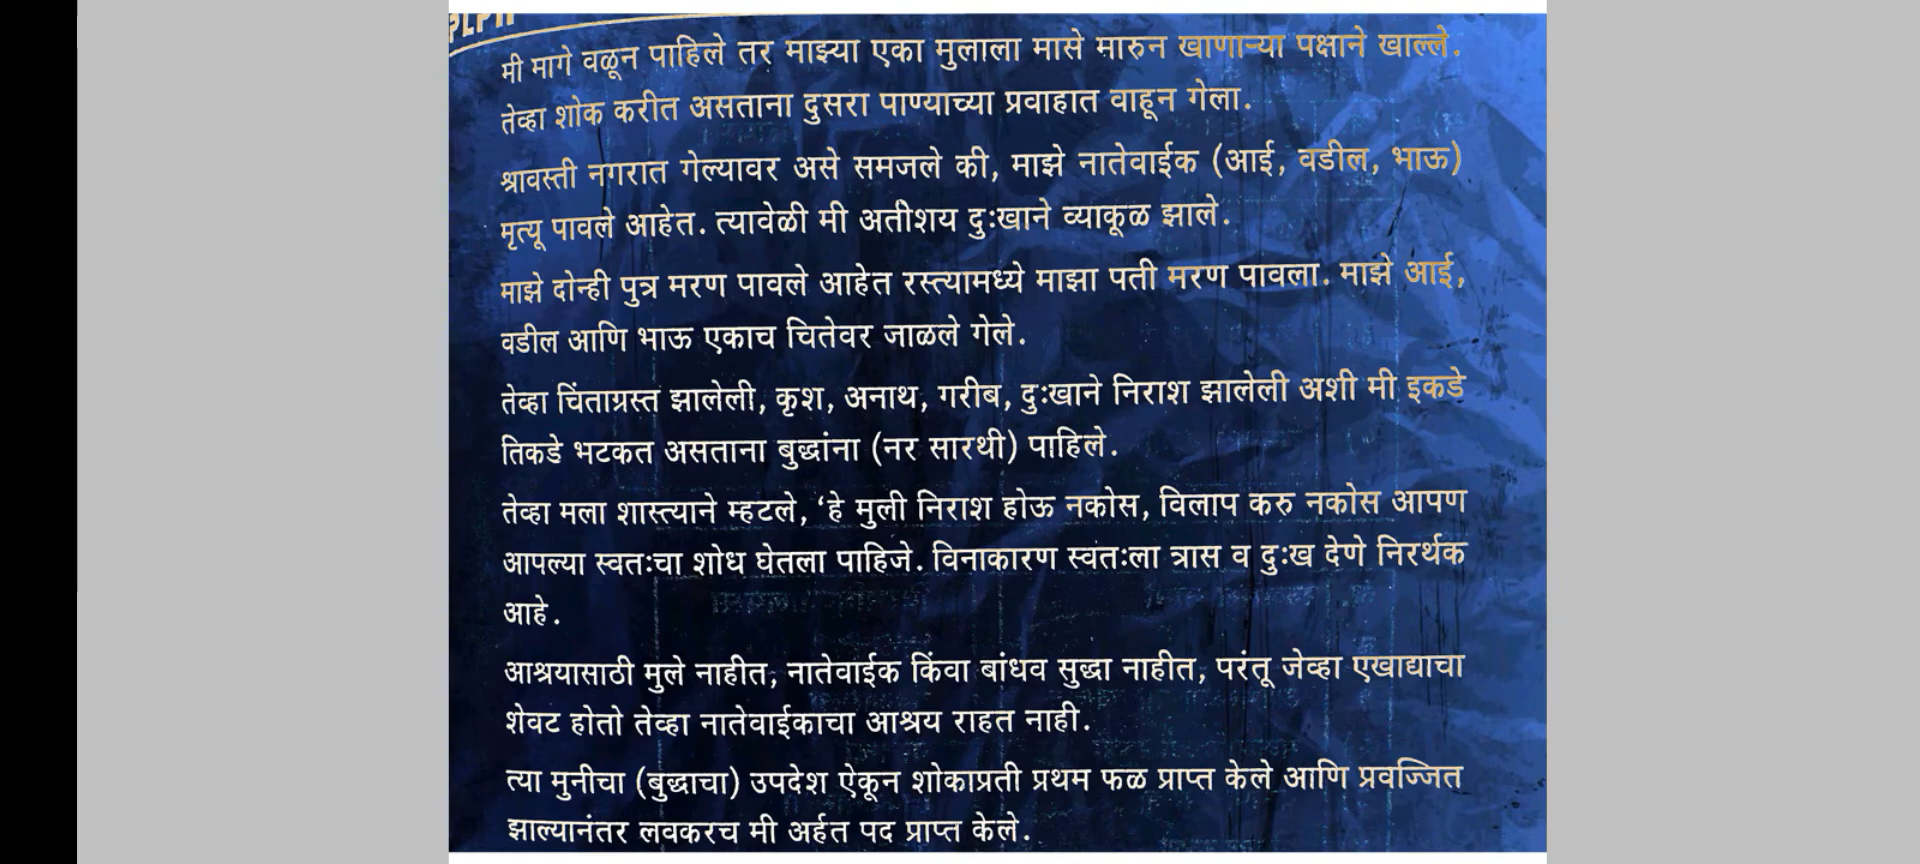 मी मागे वळून पाहिले तर माझ्या एका मुलाला मासे मारुन खाणाऱ्या पक्षाने खाल्ले.
तेव्हा शोक करीत असताना दुसरा पाण्याच्या प्रवाहात वाहून गेला.
श्रावस्ती नगरात गेल्यावर असे समजले की, माझे नातेवाईक (आई, वडील, भाऊ)
मृत्यू पावले आहेत. त्यावेळी मी अतीशय दुःखाने व्याकूळ झाले.
माझे दोन्ही पुत्र मरण पावले आहेत रस्त्यामध्ये माझा पती मरण पावला. माझे आई,
वडील आणि भाऊ एकाच चितेवर जाळले गेले.
तेव्हा चिंताग्रस्त झालेली, कृश, अनाथ, गरीब, दुःखाने निराश झालेली अशी मी इकडे
तिकडे भटकत असताना बुद्धांना (नर सारथी) पाहिले.
तेव्हा मला शास्त्याने म्हटले, ‘हे मुली निराश होऊ नकोस, विलाप करु नकोस आपण
आपल्या स्वतःचा शोध घेतला पाहिजे. विनाकारण स्वतःला त्रास व दुःख देणे निरर्थक
आहे.
आश्रयासाठी मुले नाहीत, नातेवाईक किंवा बांधव सुद्धा नाहीत, परंतू जेव्हा एखाद्याचा
शेवट होतो तेव्हा नातेवाईकाचा आश्रय राहत नाही.
त्या मुनीचा (बुद्धाचा) उपदेश ऐकून शोकाप्रती प्रथम फळ प्राप्त केले आणि प्रवज्जित
झाल्यानंतर लवकरच मी अर्हत पद प्राप्त केले.